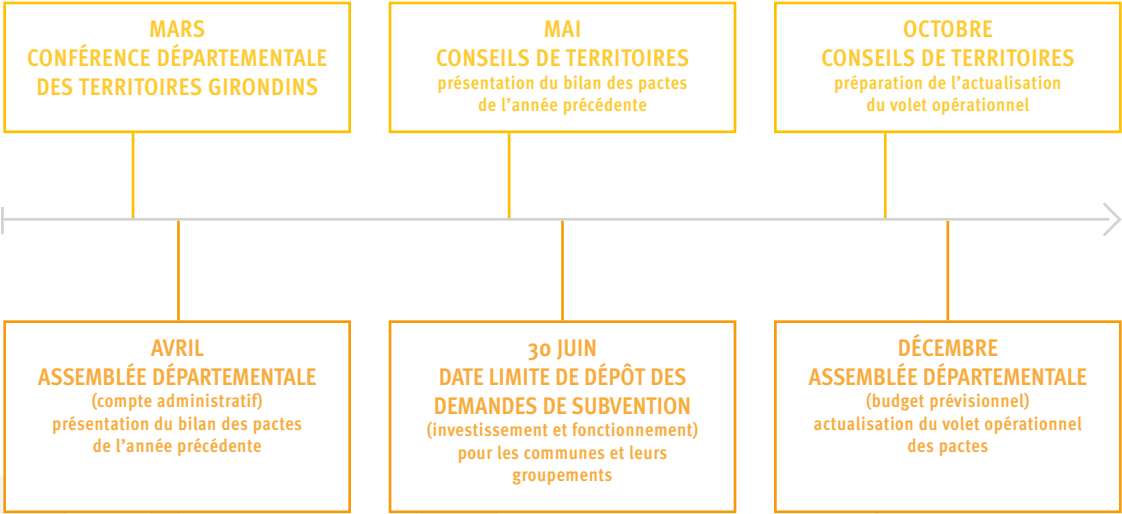 MARS
CONFÉRENCE DÉPARTEMENTALE
DES TERRITOIRES GIRONDINS
MAI
CONSEILS DE TERRITOIRES
présentation du bilan des pactes
de l’année précédente
OCTOBRE
CONSEILS DE TERRITOIRES
préparation de l’actualisation
du volet opérationnel
AVRIL
ASSEMBLÉE DÉPARTEMENTALE
(compte administratif)
présentation du bilan des pactes
de l’année précédente
30 JUIN
DATE LIMITE DE DÉPÔT DES
DEMANDES DE SUBVENTION
(investissement et fonctionnement)
pour les communes et leurs
groupements
DÉCEMBRE
ASSEMBLÉE DÉPARTEMENTALE
(budget prévisionnel)
actualisation du volet opérationnel
des pactes